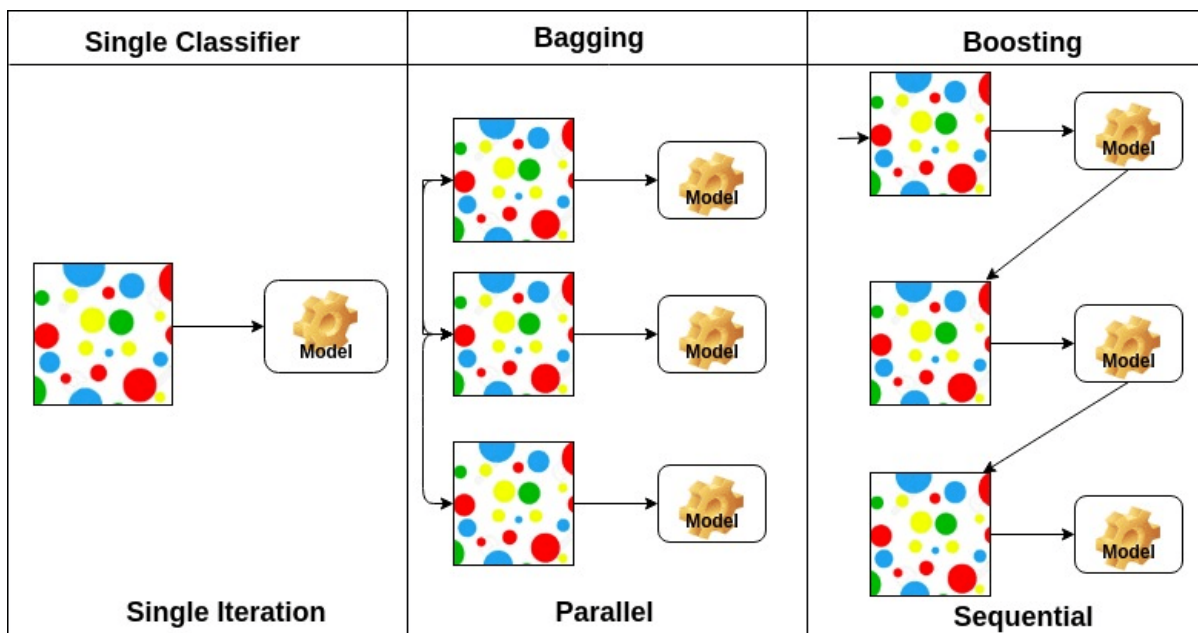 Single Classifier
Bagging
Boosting
Model
Model
Model
Model
Model
Model
Model
Single Iteration
Parallel
Sequential